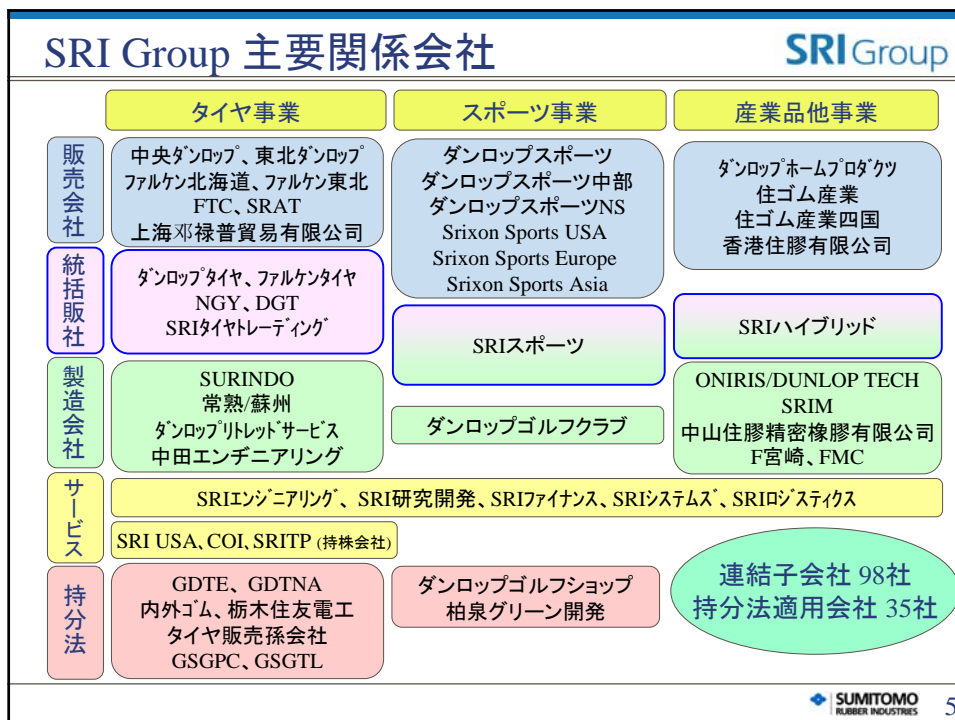 SRI Group 主要関係会社
SRI Group
タイヤ事業
スポーツ事業
産業品他事業
販売会社
中央ﾀﾞﾝﾛｯﾌﾟ、東北ﾀﾞﾝﾛｯﾌﾟ
ﾌｧﾙｹﾝ北海道、ﾌｧﾙｹﾝ東北
FTC、SRAT
上海邓禄普貿易有限公司
ダンロップスポーツ
ダンロップスポーツ中部
ダンロップスポーツNS
Srixon Sports USA
Srixon Sports Europe
Srixon Sports Asia
ﾀﾞﾝﾛｯﾌﾟﾎｰﾑﾌﾟﾛﾀﾞｸﾂ
住ゴム産業
住ゴム産業四国
香港住膠有限公司
統括販社
ﾀﾞﾝﾛｯﾌﾟﾀｲﾔ、ﾌｧﾙｹﾝﾀｲﾔ
NGY、DGT
SRIﾀｲﾔﾄﾚｰﾃﾞｨﾝｸﾞ
SRIスポーツ
SRIハイブリッド
製造会社
SURINDO
常熟/蘇州
ﾀﾞﾝﾛｯﾌﾟﾘﾄﾚｯﾄﾞｻｰﾋﾞｽ
中田エンヂニアリング
ダンロップゴルフクラブ
ONIRIS/DUNLOP TECH
SRIM
中山住膠精密橡膠有限公司
F宮崎、FMC
サービス
SRIｴﾝｼﾞﾆｱﾘﾝｸﾞ、SRI研究開発、SRIﾌｧｲﾅﾝｽ、SRIｼｽﾃﾑｽﾞ、SRIﾛｼﾞｽﾃｨｸｽ
SRI USA、COI、SRITP (持株会社)
持分法
GDTE、GDTNA
内外ｺﾞﾑ、栃木住友電工
タイヤ販売孫会社
GSGPC、GSGTL
ダンロップゴルフショップ
柏泉グリーン開発
連結子会社 98社
持分法適用会社 35社
SUMITOMO
RUBBER INDUSTRIES
5